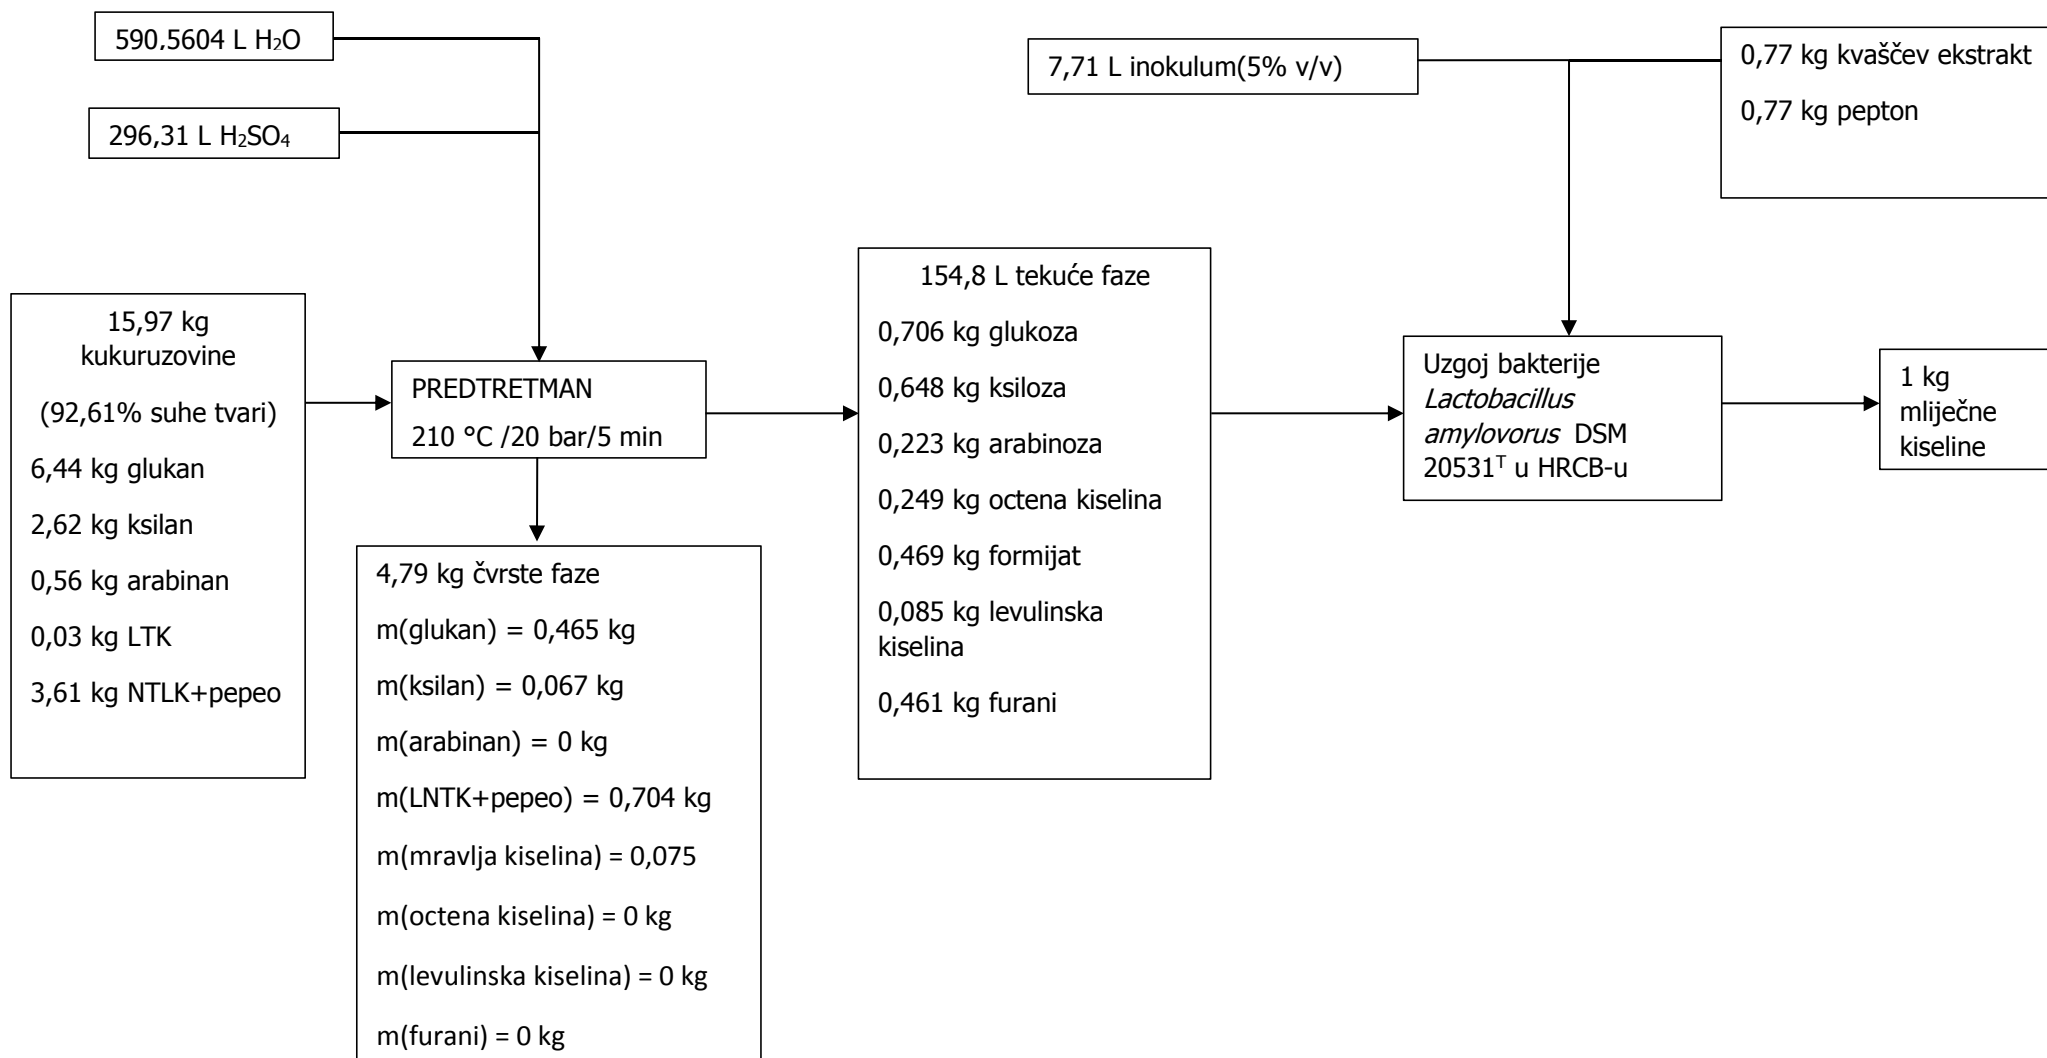 590,5604 L H₂O
296,31 L H₂SO₄
7,71 L inokulum(5% v/v)
0,77 kg kvaščev ekstrakt
0,77 kg pepton
15,97 kg
kukuruzovine
(92,61% suhe tvari)
6,44 kg glukan
2,62 kg ksilan
0,56 kg arabinan
0,03 kg LTK
3,61 kg NTLK+pepeo
PREDTRETMAN
210 °C /20 bar/5 min
4,79 kg čvrste faze
m(glukan) = 0,465 kg
m(ksilan) = 0,067 kg
m(arabinan) = 0 kg
m(LNTK+pepeo) = 0,704 kg
m(mravlja kiselina) = 0,075
m(octena kiselina) = 0 kg
m(levulinska kiselina) = 0 kg
m(furani) = 0 kg
154,8 L tekuće faze
0,706 kg glukoza
0,648 kg ksiloza
0,223 kg arabinoza
0,249 kg octena kiselina
0,469 kg formijat
0,085 kg levulinska
kiselina
0,461 kg furani
Uzgoj bakterije
Lactobacillus
amylovorus DSM
20531ᵀ u HRCB-u
1 kg
mliječne
kiseline